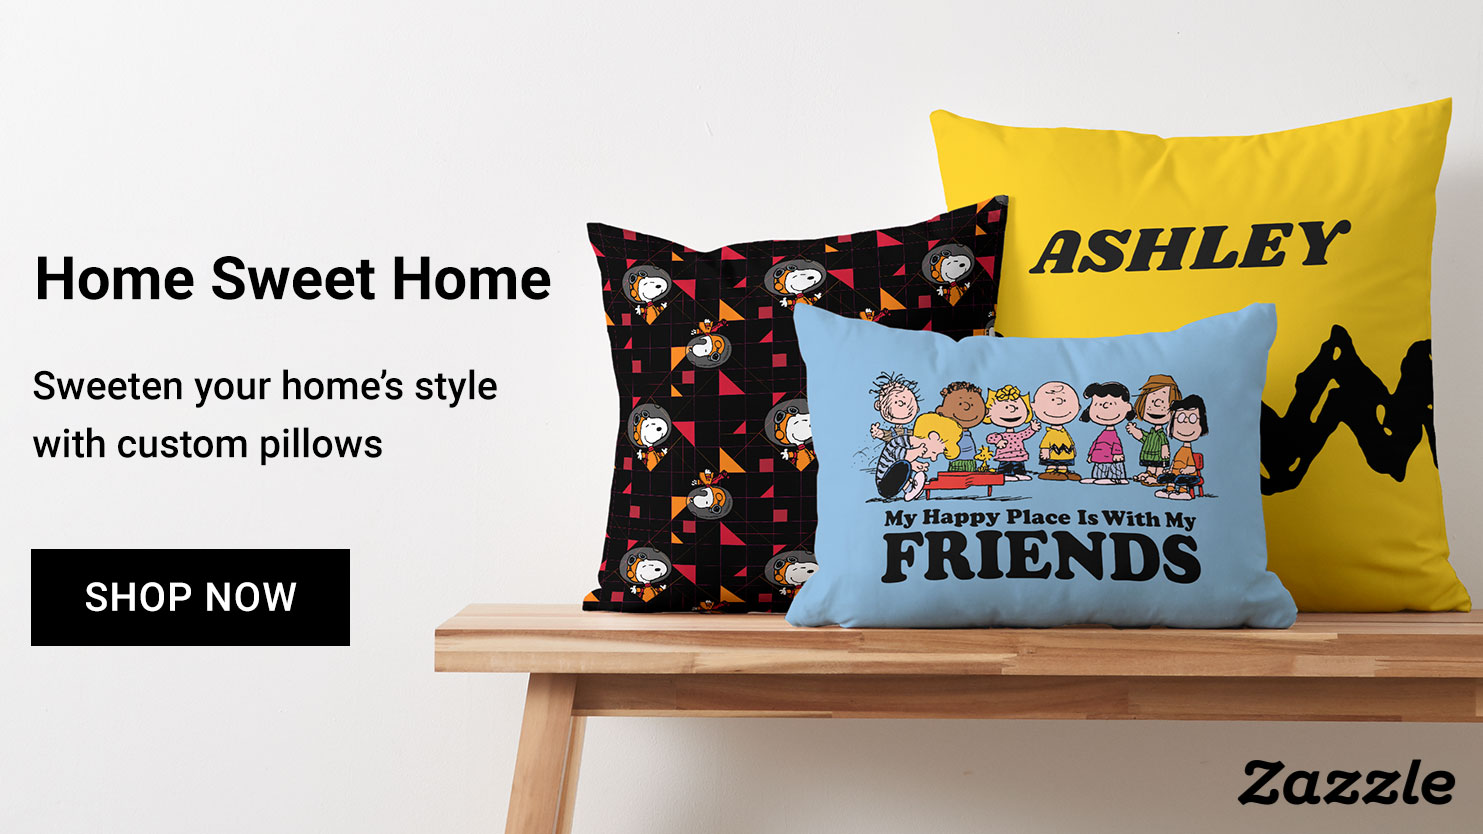 Home Sweet Home
Sweeten your home’s style
with custom pillows
SHOP NOW
ASHLEY
My Happy Place Is With My
FRIENDS
Zazzle